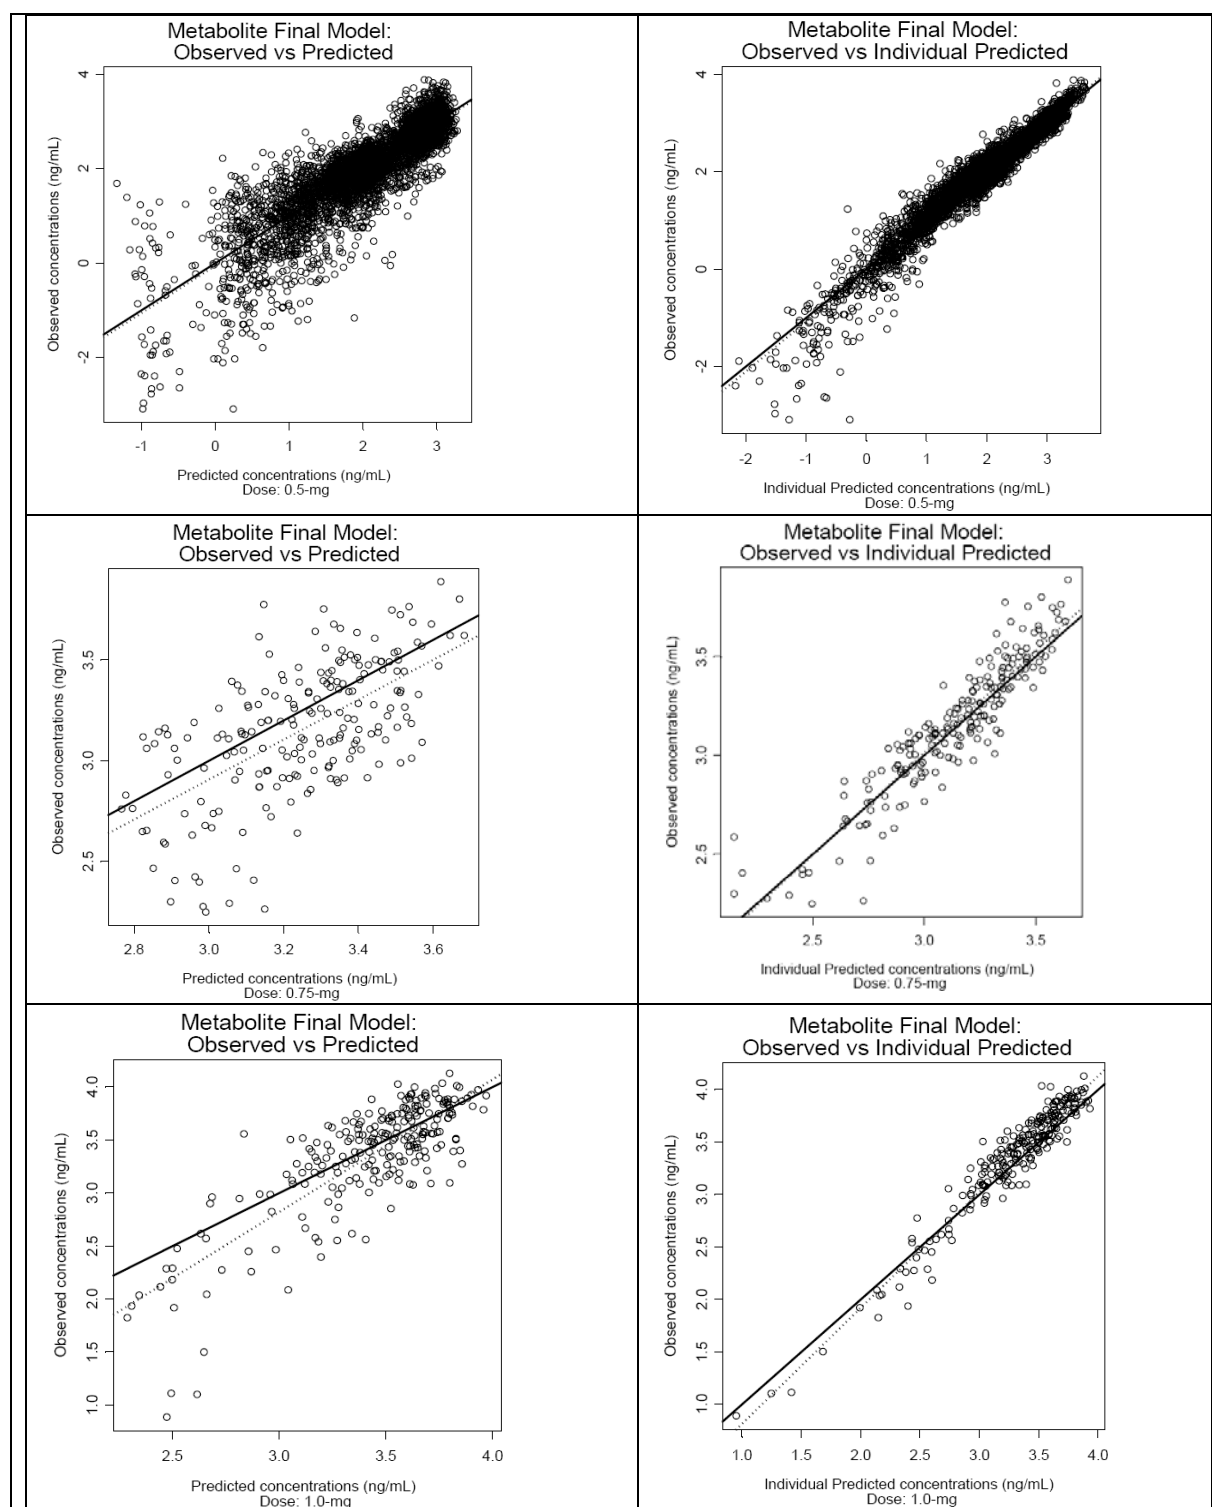 Metabolite Final Model:
Observed vs Predicted
4
2
0
-2
Observed concentrations (ng/mL)
-1 0 1 2 3
Predicted concentrations (ng/mL)
Dose: 0.5-mg
Metabolite Final Model:
Observed vs Individual Predicted
4
2
0
-2
Observed concentrations (ng/mL)
-2 -1 0 1 2 3
Individual Predicted concentrations (ng/mL)
Dose: 0.5-mg
Metabolite Final Model:
Observed vs Predicted
3.5
3.0
2.5
Observed concentrations (ng/mL)
2.8 3.0 3.2 3.4 3.6
Predicted concentrations (ng/mL)
Dose: 0.75-mg
Metabolite Final Model:
Observed vs Individual Predicted
3.5
3.0
2.5
Observed concentrations (ng/mL)
2.5 3.0 3.5
Individual Predicted concentrations (ng/mL)
Dose: 0.75-mg
Metabolite Final Model:
Observed vs Predicted
4.0
3.5
3.0
2.5
2.0
1.5
1.0
Observed concentrations (ng/mL)
2.5 3.0 3.5 4.0
Predicted concentrations (ng/mL)
Dose: 1.0-mg
Metabolite Final Model:
Observed vs Individual Predicted
4.0
3.5
3.0
2.5
2.0
1.5
1.0
Observed concentrations (ng/mL)
1.0 1.5 2.0 2.5 3.0 3.5 4.0
Individual Predicted concentrations (ng/mL)
Dose: 1.0-mg